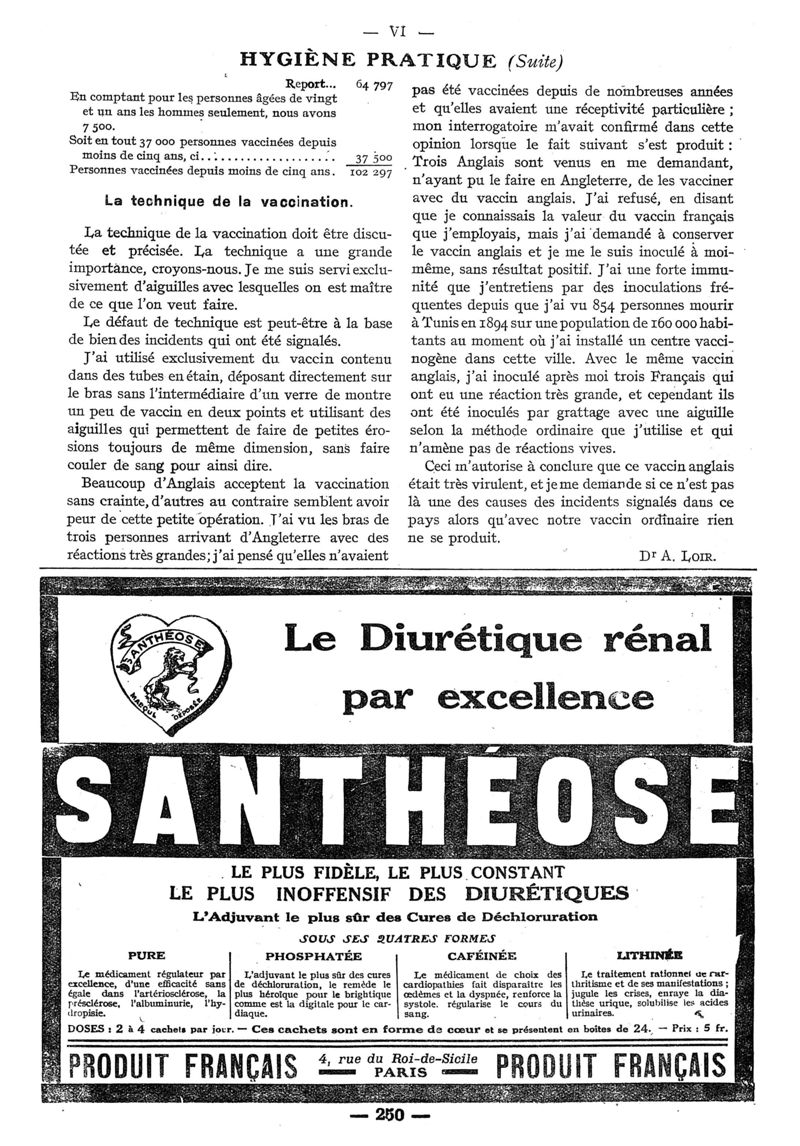 — VI —
HYGIÈNE PRATIQUE (Suite)
Report... 64 797
En comptant pour les personnes âgées de vingt
et un ans les hommes seulement, nous avons
7 500.
Soit en tout 37 000 personnes vaccinées depuis
moins de cinq ans, ci..................... 37 500
Personnes vaccinées depuis moins de cinq ans. 102 297
La technique de la vaccination.
La technique de la vaccination doit être discu-
tée et précisée. La technique a une grande
importance, croyons-nous. Je me suis servi exclu-
sivement d'aiguilles avec lesquelles on est maître
de ce que l'on veut faire.
Le défaut de technique est peut-être à la base
de bien des incidents qui ont été signalés.
J'ai utilisé exclusivement du vaccin contenu
dans des tubes en étain, déposant directement sur
le bras sans l'intermédiaire d'un verre de montre
un peu de vaccin en deux points et utilisant des
aiguilles qui permettent de faire de petites éro-
sions toujours de même dimension, sans faire
couler de sang pour ainsi dire.
Beaucoup d'Anglais acceptent la vaccination
sans crainte, d'autres au contraire semblent avoir
peur de cette petite opération. J'ai vu les bras de
trois personnes arrivant d'Angleterre avec des
réactions très grandes; j'ai pensé qu'elles n'avaient
pas été vaccinées depuis de nombreuses années
et qu'elles avaient une réceptivité particulière ;
mon interrogatoire m'avait confirmé dans cette
opinion lorsque le fait suivant s'est produit :
Trois Anglais sont venus en me demandant,
n'ayant pu le faire en Angleterre, de les vacciner
avec du vaccin anglais. J'ai refusé, en disant
que je connaissais la valeur du vaccin français
que j'employais, mais j'ai demandé à conserver
le vaccin anglais et je me le suis inoculé à moi-
même, sans résultat positif. J'ai une forte immu-
nité que j'entretiens par des inoculations fré-
quentes depuis que j'ai vu 854 personnes mourir
à Tunis en 1894 sur une population de 160 000 habi-
tants au moment où j'ai installé un centre vacci-
nogène dans cette ville. Avec le même vaccin
anglais, j'ai inoculé après moi trois Français qui
ont eu une réaction très grande, et cependant ils
ont été inoculés par grattage avec une aiguille
selon la méthode ordinaire que j'utilise et qui
n'amène pas de réactions vives.
Ceci m'autorise à conclure que ce vaccin anglais
était très virulent, et je me demande si ce n'est pas
là une des causes des incidents signalés dans ce
pays alors qu'avec notre vaccin ordinaire rien
ne se produit.
Dr A. LOIR.
SANTHÉOSE
MARQUE DÉPOSÉE
Le Diurétique rénal
par excellence
SANTHÉOSE
LE PLUS FIDÈLE, LE PLUS CONSTANT
LE PLUS INOFFENSIF DES DIURÉTIQUES
L'Adjuvant le plus sûr des Cures de Déchloruration
SOUS SES QUATRES FORMES
PURE
Le médicament régulateur par
excellence, d'une efficacité sans
égale dans l'artériosclérose, la
présclérose, l'albuminurie, l'hy-
dropisie.
PHOSPHATÉE
L'adjuvant le plus sûr des cures
de déchloruration, le remède le
plus héroïque pour le brightique
comme est la digitale pour le car-
diaque.
CAFÉINÉE
Le médicament de choix des
cardiopathies fait disparaître les
œdèmes et la dyspnée, renforce la
systole, régularise le cours du
sang.
LITHINÉE
Le traitement rationnel de l'ar-
thritisme et de ses manifestations ;
jugule les crises, enraye la dia-
thèse urique, solubilise les acides
urinaires.
DOSES : 2 à 4 cachets par jour. — Ces cachets sont en forme de cœur et se présentent en boites de 24. — Prix : 5 fr.
PRODUIT FRANÇAIS
4, rue du Roi-de-Sicile
PARIS
PRODUIT FRANÇAIS
— 250 —